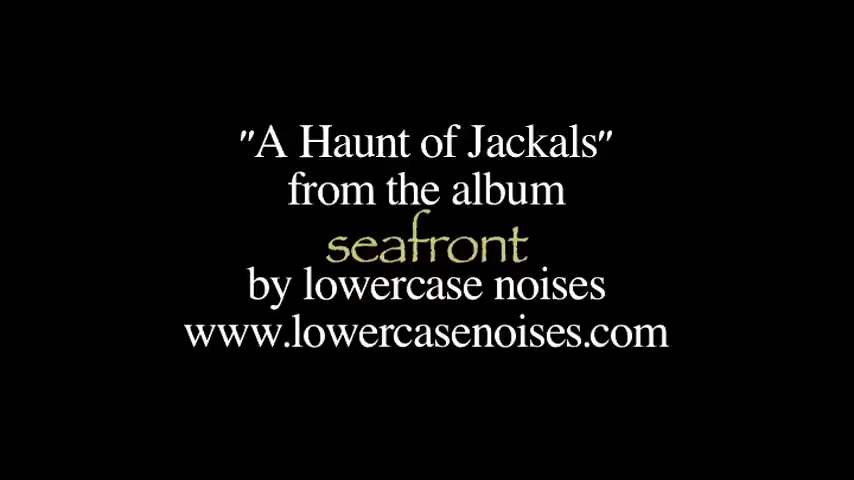 "A Haunt of Jackals"
from the album
seafront
by lowercase noises
www.lowercasenoises.com